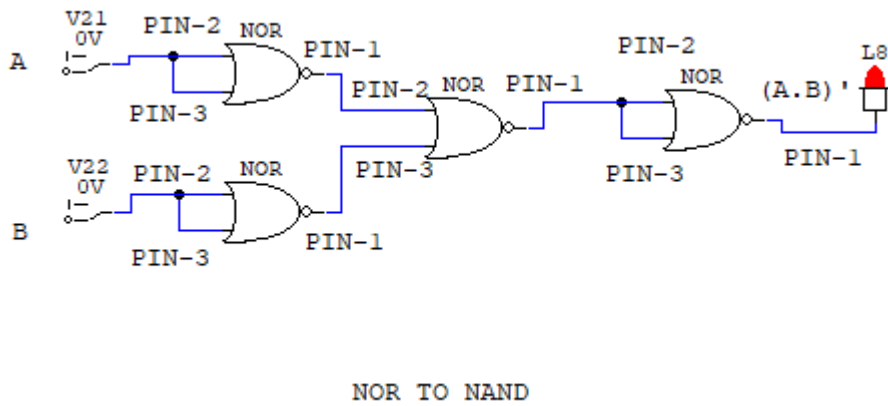 V21
0V
A
PIN-2
NOR
PIN-1
PIN-3
PIN-2
NOR
PIN-1
PIN-3
PIN-2
NOR
PIN-3
(A.B)'
L8
PIN-1
V22
0V
B
PIN-2
NOR
PIN-1
PIN-3
NOR TO NAND